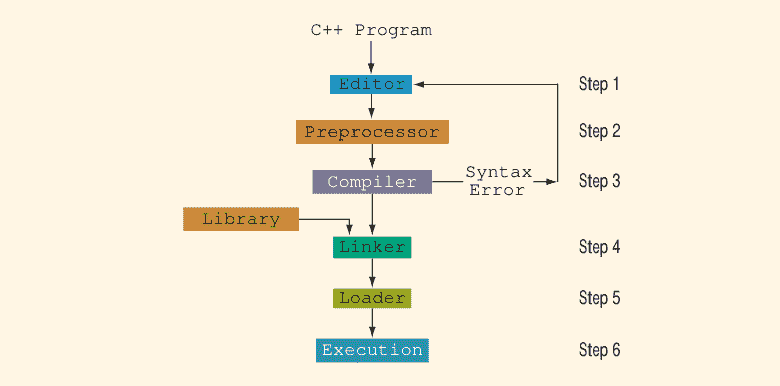 C++ Program
Editor
Step 1
Preprocessor
Step 2
Compiler
Syntax
Error
Step 3
Library
Linker
Step 4
Loader
Step 5
Execution
Step 6